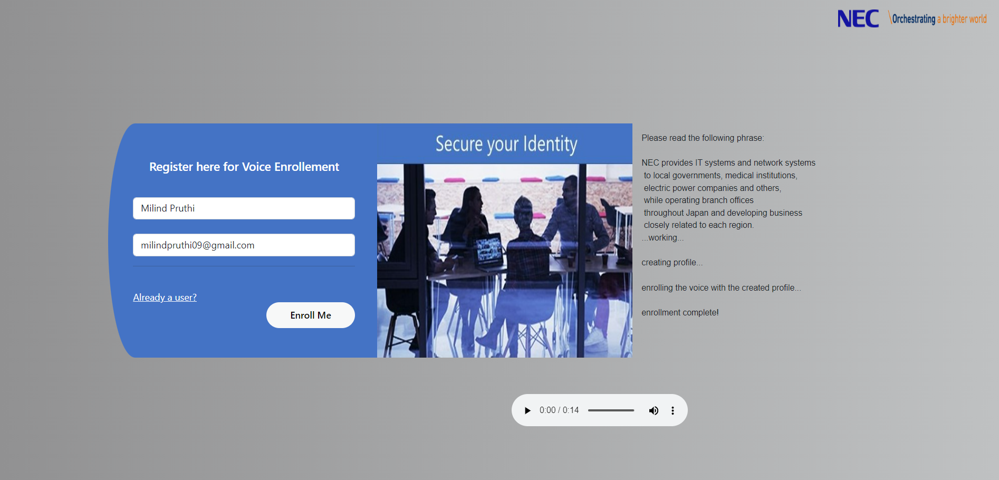 NEC \Orchestrating a brighter world
Register here for Voice Enrollement
Milind Pruthi
milindpruthi09@gmail.com
Already a user?
Enroll Me
Secure your Identity
Please read the following phrase:
NEC provides IT systems and network systems
to local governments, medical institutions,
electric power companies and others,
while operating branch offices
throughout Japan and developing business
closely related to each region.
...working...
creating profile...
enrolling the voice with the created profile...
enrollment complete!
0:00 / 0:14